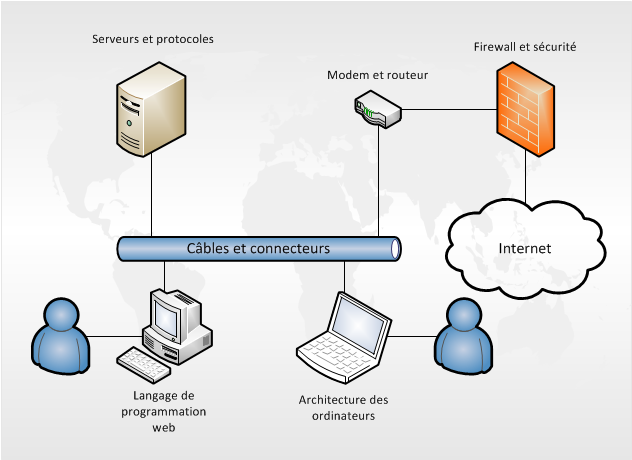 Serveurs et protocoles
Firewall et sécurité
Modem et routeur
Câbles et connecteurs
Internet
Langage de
programmation
web
Architecture des
ordinateurs